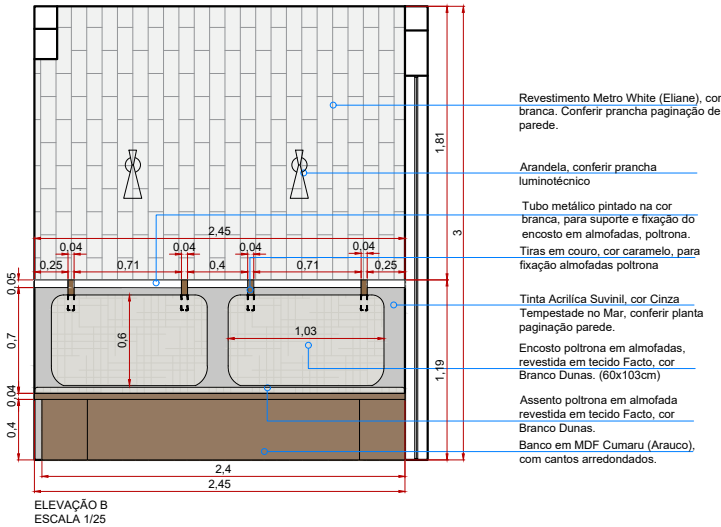 Revestimento Metro White (Eliane), cor
branca. Conferir prancha paginação de
parede.
1,81
Arandela, conferir prancha
luminotécnico
Tubo metálico pintado na cor
branca, para suporte e fixação do
encosto em almofadas, poltrona.
3
2,45
0,04
0,04
0,04
0,04
Tiras em couro, cor caramelo, para
fixação almofadas poltrona
0,25
0,71
0,4
0,71
0,25
0,05
Tinta Acrilíca Suvinil, cor Cinza
Tempestade no Mar, conferir planta
paginação parede.
0,7
0,6
1,03
1,19
Encosto poltrona em almofadas,
revestida em tecido Facto, cor
Branco Dunas. (60x103cm)
0,04
Assento poltrona em almofada
revestida em tecido Facto, cor
Branco Dunas.
0,4
Banco em MDF Cumaru (Arauco),
com cantos arredondados.
2,4
2,45
ELEVAÇÃO B
ESCALA 1/25